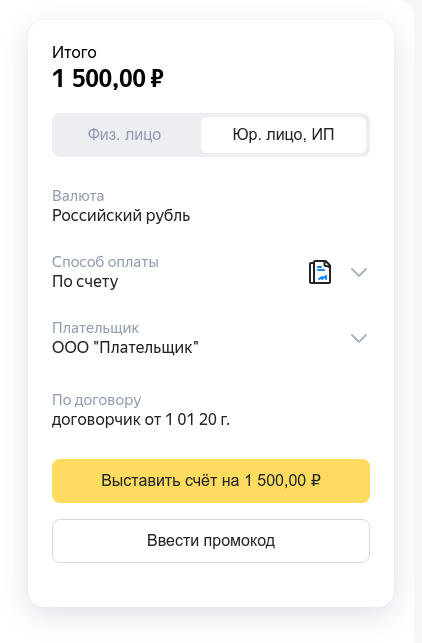 Итого
1 500,00 ₽
Физ. лицо
Юр. лицо, ИП
Валюта
Российский рубль
Способ оплаты
По счету
Плательщик
ООО "Плательщик"
По договору
договорчик от 1 01 20 г.
Выставить счёт на 1 500,00 ₽
Ввести промокод